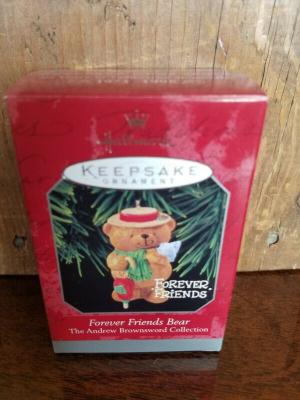 Hallmark
KEEPSAKE
ORNAMENT
FOREVER
FRIENDS
Forever Friends Bear
The Andrew Brownsword Collection